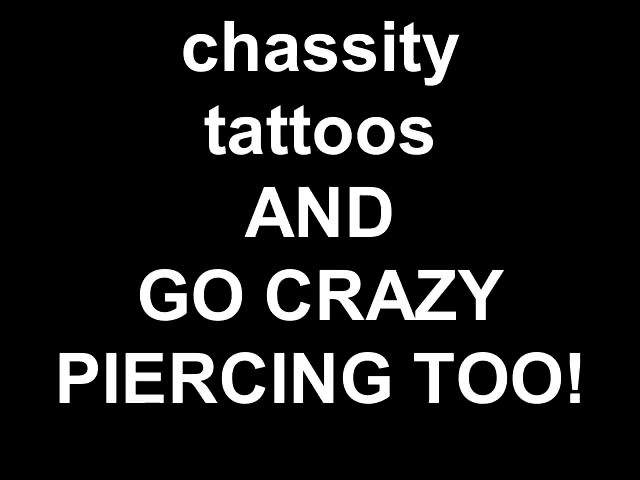 chassity
tattoos
AND
GO CRAZY
PIERCING TOO!